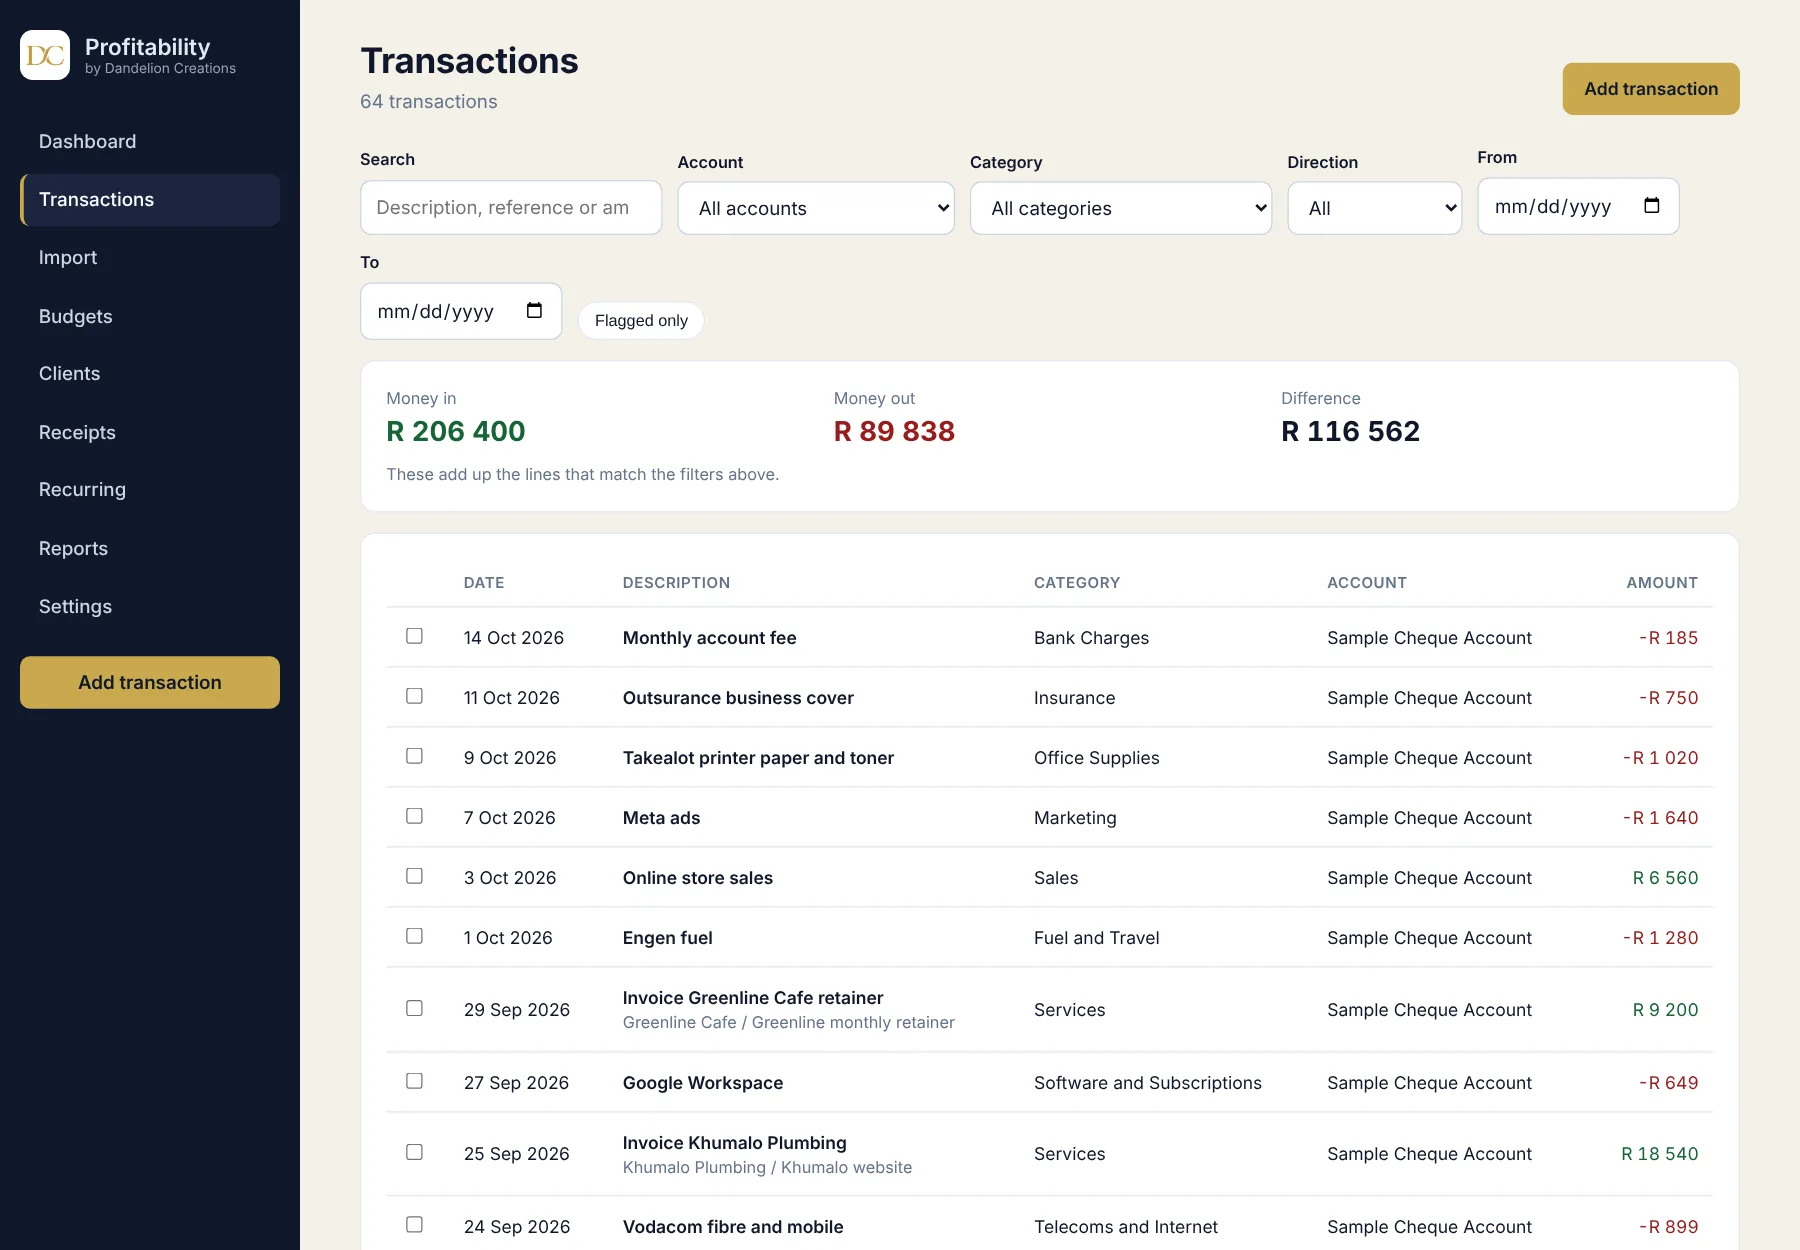 DC
Profitability
by Dandelion Creations
Dashboard
Transactions
Import
Budgets
Clients
Receipts
Recurring
Reports
Settings
Add transaction
Transactions
64 transactions
Add transaction
Search
Account
Category
Direction
From
Description, reference or am
All accounts
All categories
All
mm/dd/yyyy
To
mm/dd/yyyy
Flagged only
Money in
Money out
Difference
R 206 400
R 89 838
R 116 562
These add up the lines that match the filters above.
DATE DESCRIPTION CATEGORY ACCOUNT AMOUNT
14 Oct 2026 Monthly account fee Bank Charges Sample Cheque Account -R 185
11 Oct 2026 Outsurance business cover Insurance Sample Cheque Account -R 750
9 Oct 2026 Takealot printer paper and toner Office Supplies Sample Cheque Account -R 1 020
7 Oct 2026 Meta ads Marketing Sample Cheque Account -R 1 640
3 Oct 2026 Online store sales Sales Sample Cheque Account R 6 560
1 Oct 2026 Engen fuel Fuel and Travel Sample Cheque Account -R 1 280
29 Sep 2026 Invoice Greenline Cafe retainer Services Sample Cheque Account R 9 200
Greenline Cafe / Greenline monthly retainer
27 Sep 2026 Google Workspace Software and Subscriptions Sample Cheque Account -R 649
25 Sep 2026 Invoice Khumalo Plumbing Services Sample Cheque Account R 18 540
Khumalo Plumbing / Khumalo website
24 Sep 2026 Vodacom fibre and mobile Telecoms and Internet Sample Cheque Account -R 899